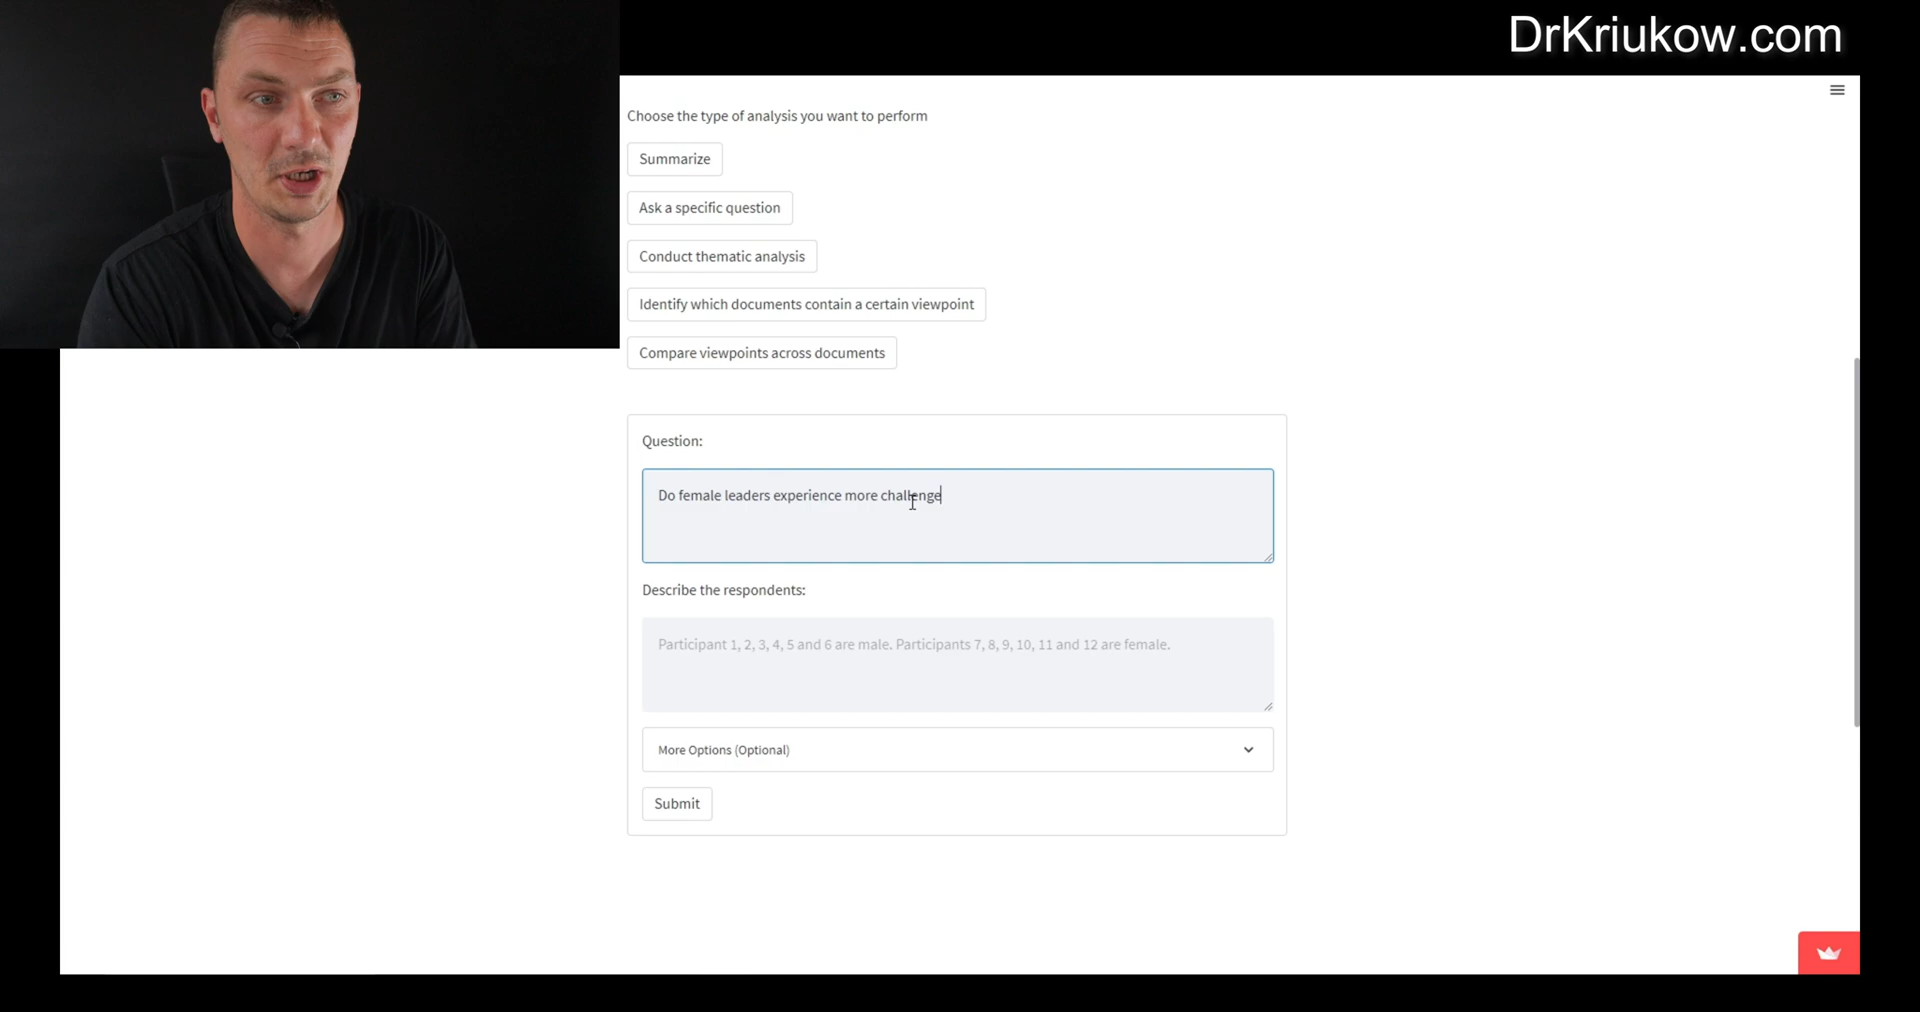 DrKriukow.com
Choose the type of analysis you want to perform
Summarize
Ask a specific question
Conduct thematic analysis
Identify which documents contain a certain viewpoint
Compare viewpoints across documents
Question:
Do female leaders experience more challenge
Describe the respondents:
Participant 1, 2, 3, 4, 5 and 6 are male. Participants 7, 8, 9, 10, 11 and 12 are female.
More Options (Optional)
Submit